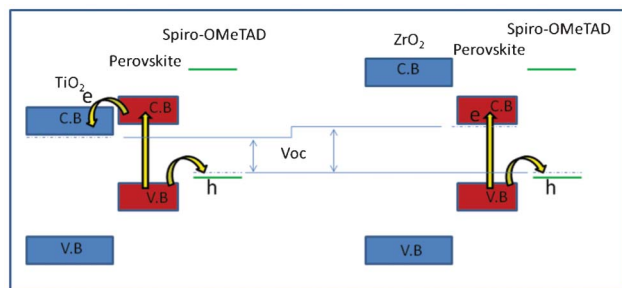 Spiro-OMeTAD
Perovskite
TiO₂
e
C.B
C.B
V.B
h
V.B
Voc
Spiro-OMeTAD
ZrO₂
Perovskite
C.B
C.B
e
V.B
h
V.B